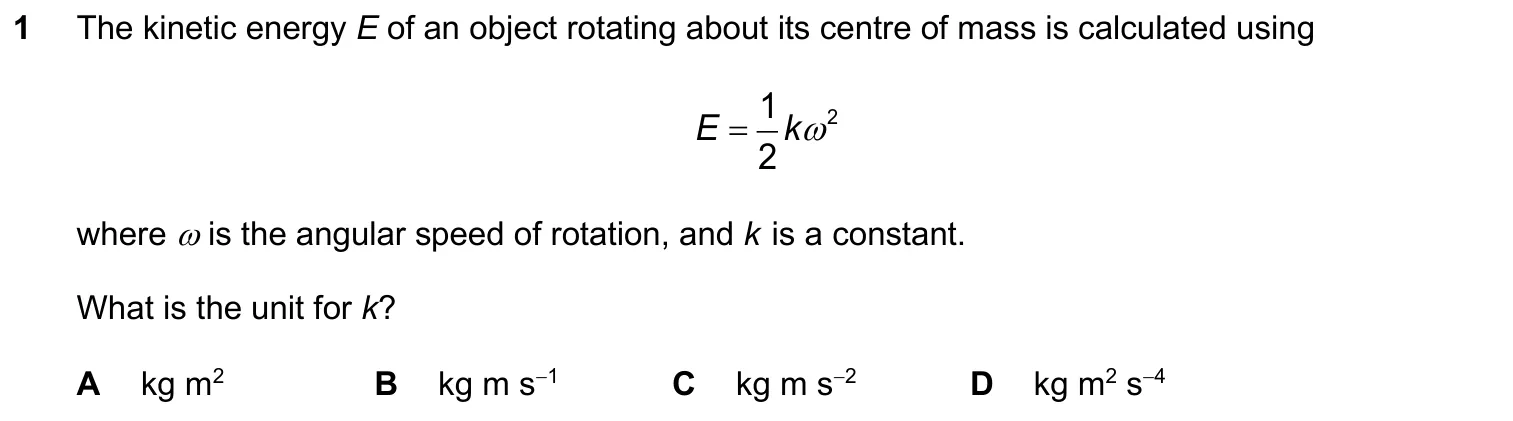 1 The kinetic energy E of an object rotating about its centre of mass is calculated using
E = 1/2 kω²
where ω is the angular speed of rotation, and k is a constant.
What is the unit for k?
A kg m² B kg m s⁻¹ C kg m s⁻² D kg m² s⁻⁴